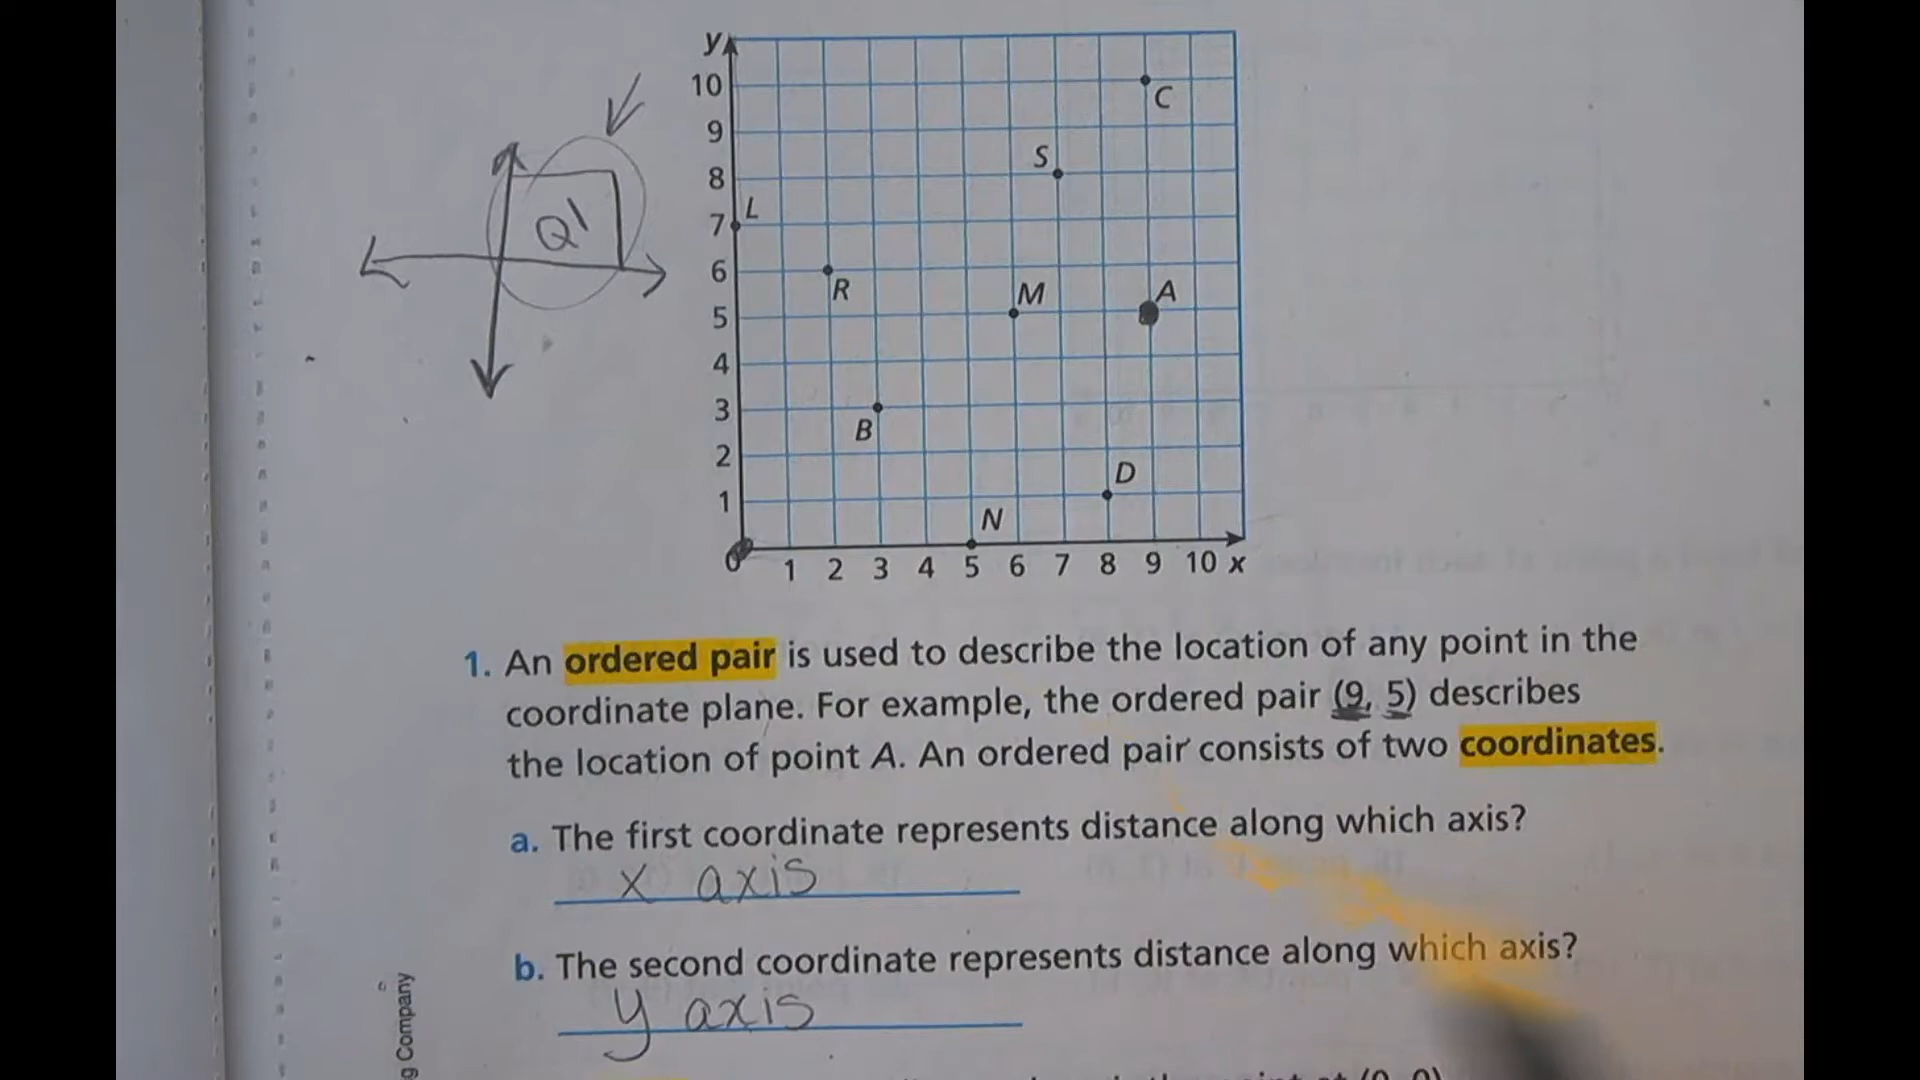 y
10
C
9
S
8
L
7
6
R
M
A
5
4
3
B
2
D
1
N
0 1 2 3 4 5 6 7 8 9 10 x
Q1
1. An ordered pair is used to describe the location of any point in the
coordinate plane. For example, the ordered pair (9, 5) describes
the location of point A. An ordered pair consists of two coordinates.
a. The first coordinate represents distance along which axis?
x axis
b. The second coordinate represents distance along which axis?
y axis
g Company
(0, 0)